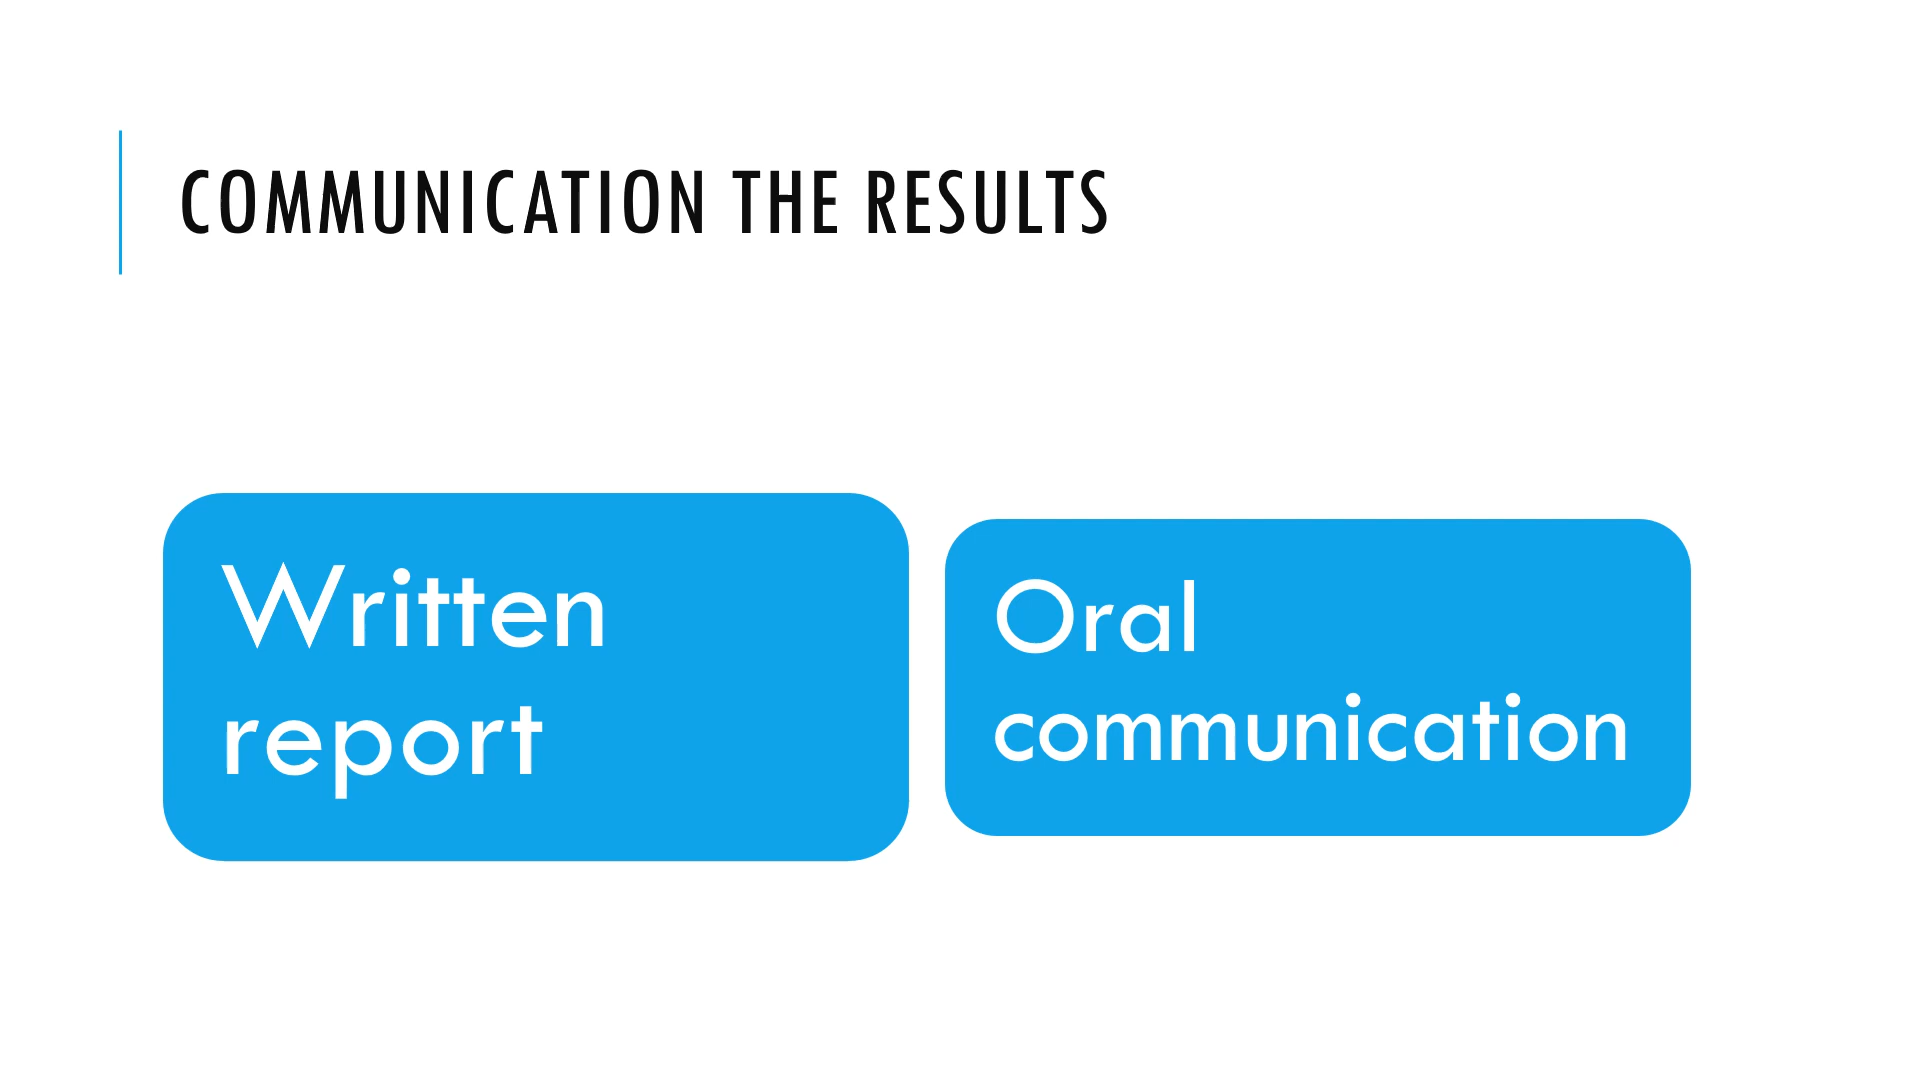 COMMUNICATION THE RESULTS
Written
report
Oral
communication